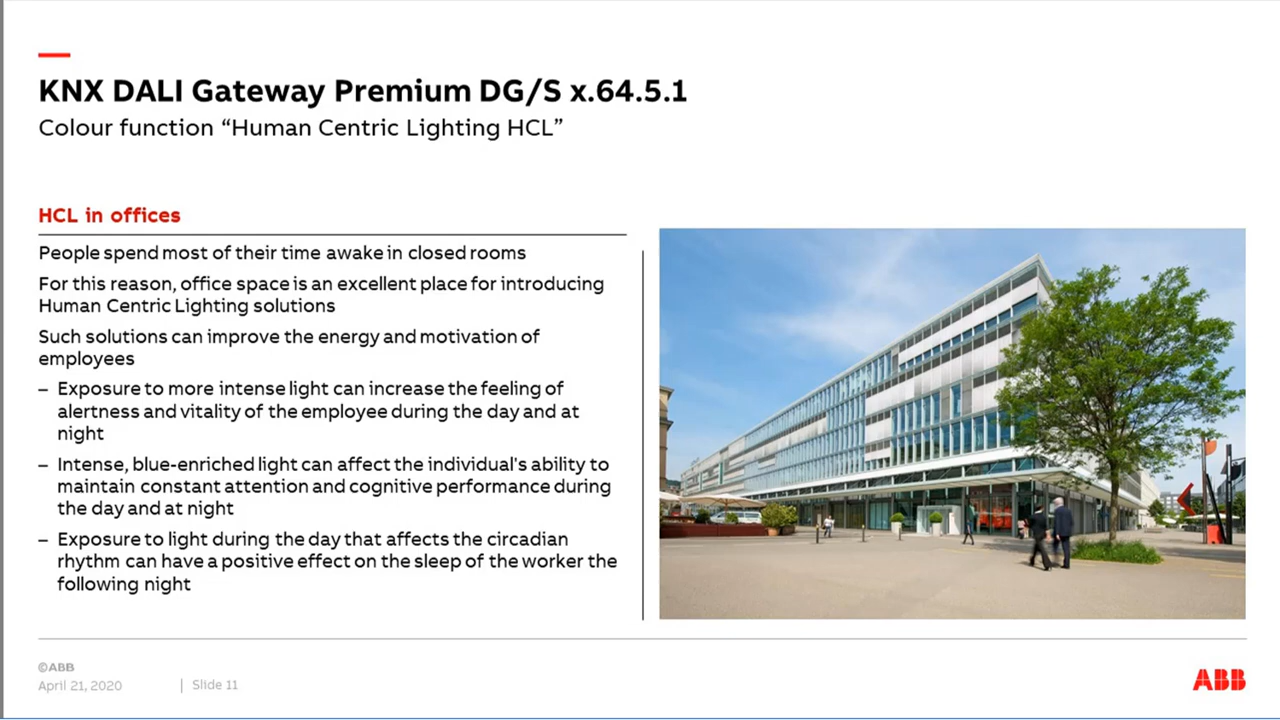 KNX DALI Gateway Premium DG/S x.64.5.1
Colour function “Human Centric Lighting HCL”
HCL in offices
People spend most of their time awake in closed rooms
For this reason, office space is an excellent place for introducing
Human Centric Lighting solutions
Such solutions can improve the energy and motivation of
employees
– Exposure to more intense light can increase the feeling of
alertness and vitality of the employee during the day and at
night
– Intense, blue-enriched light can affect the individual's ability to
maintain constant attention and cognitive performance during
the day and at night
– Exposure to light during the day that affects the circadian
rhythm can have a positive effect on the sleep of the worker the
following night
©ABB
April 21, 2020 | Slide 11
ABB